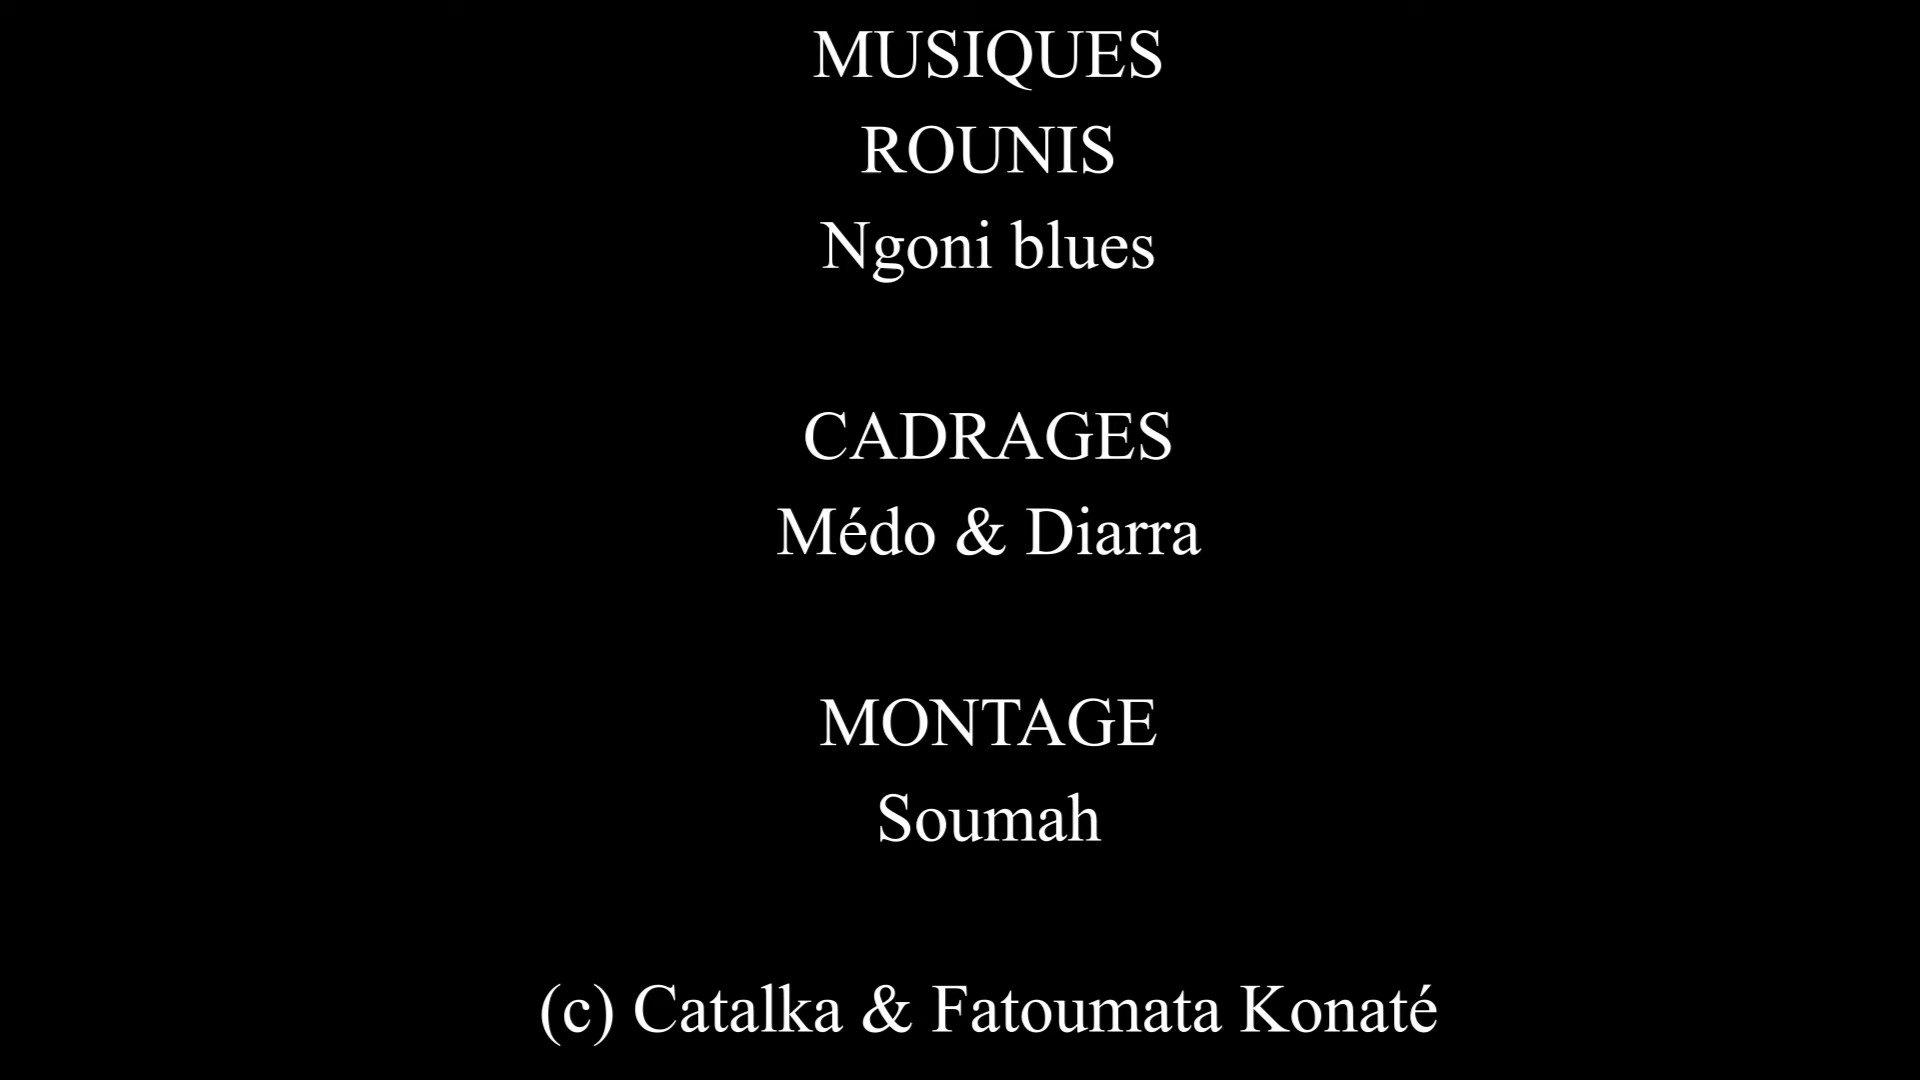 MUSIQUES
ROUNIS
Ngoni blues
CADRAGES
Médo & Diarra
MONTAGE
Soumah
(c) Catalka & Fatoumata Konaté